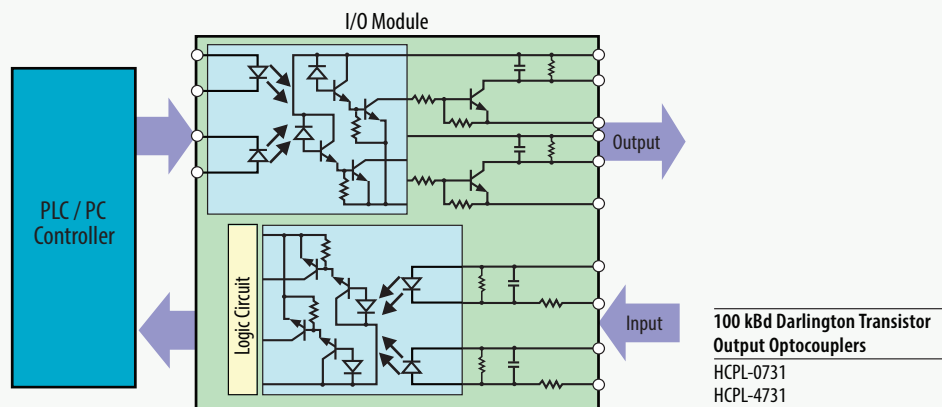 I/O Module
PLC / PC
Controller
Output
Logic Circuit
Input
100 kBd Darlington Transistor
Output Optocouplers
HCPL-0731
HCPL-4731